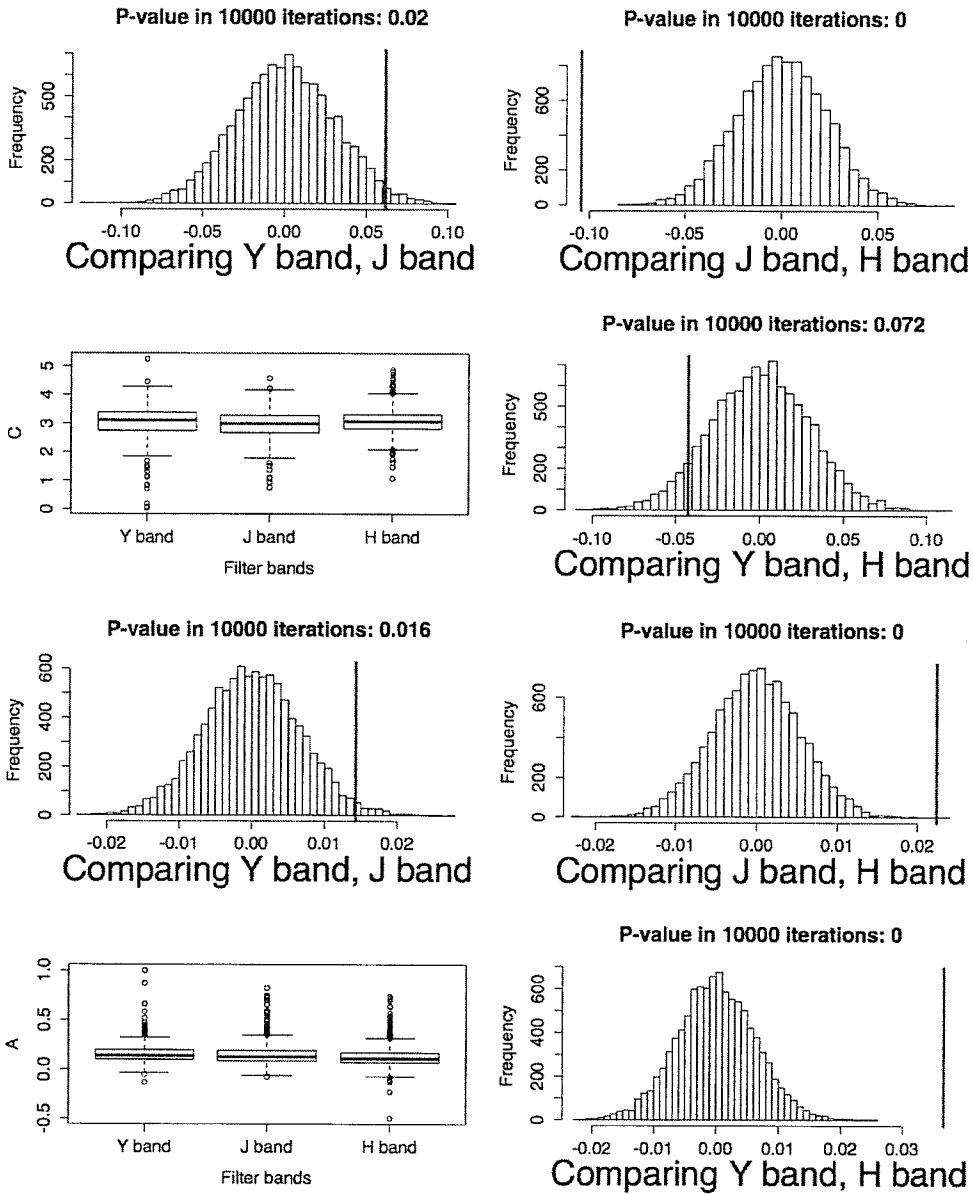 P-value in 10000 iterations: 0.02
Frequency
0 200 500
-0.10 -0.05 0.00 0.05 0.10
Comparing Y band, J band
P-value in 10000 iterations: 0
Frequency
0 200 600
-0.10 -0.05 0.00 0.05
Comparing J band, H band
C
0 1 2 3 4 5
Y band J band H band
Filter bands
P-value in 10000 iterations: 0.072
Frequency
0 200 500
-0.10 -0.05 0.00 0.05 0.10
Comparing Y band, H band
P-value in 10000 iterations: 0.016
Frequency
0 200 400 600
-0.02 -0.01 0.00 0.01 0.02
Comparing Y band, J band
P-value in 10000 iterations: 0
Frequency
0 200 600
-0.02 -0.01 0.00 0.01 0.02
Comparing J band, H band
A
-0.5 0.0 0.5 1.0
Y band J band H band
Filter bands
P-value in 10000 iterations: 0
Frequency
0 200 400 600
-0.02 -0.01 0.00 0.01 0.02 0.03
Comparing Y band, H band